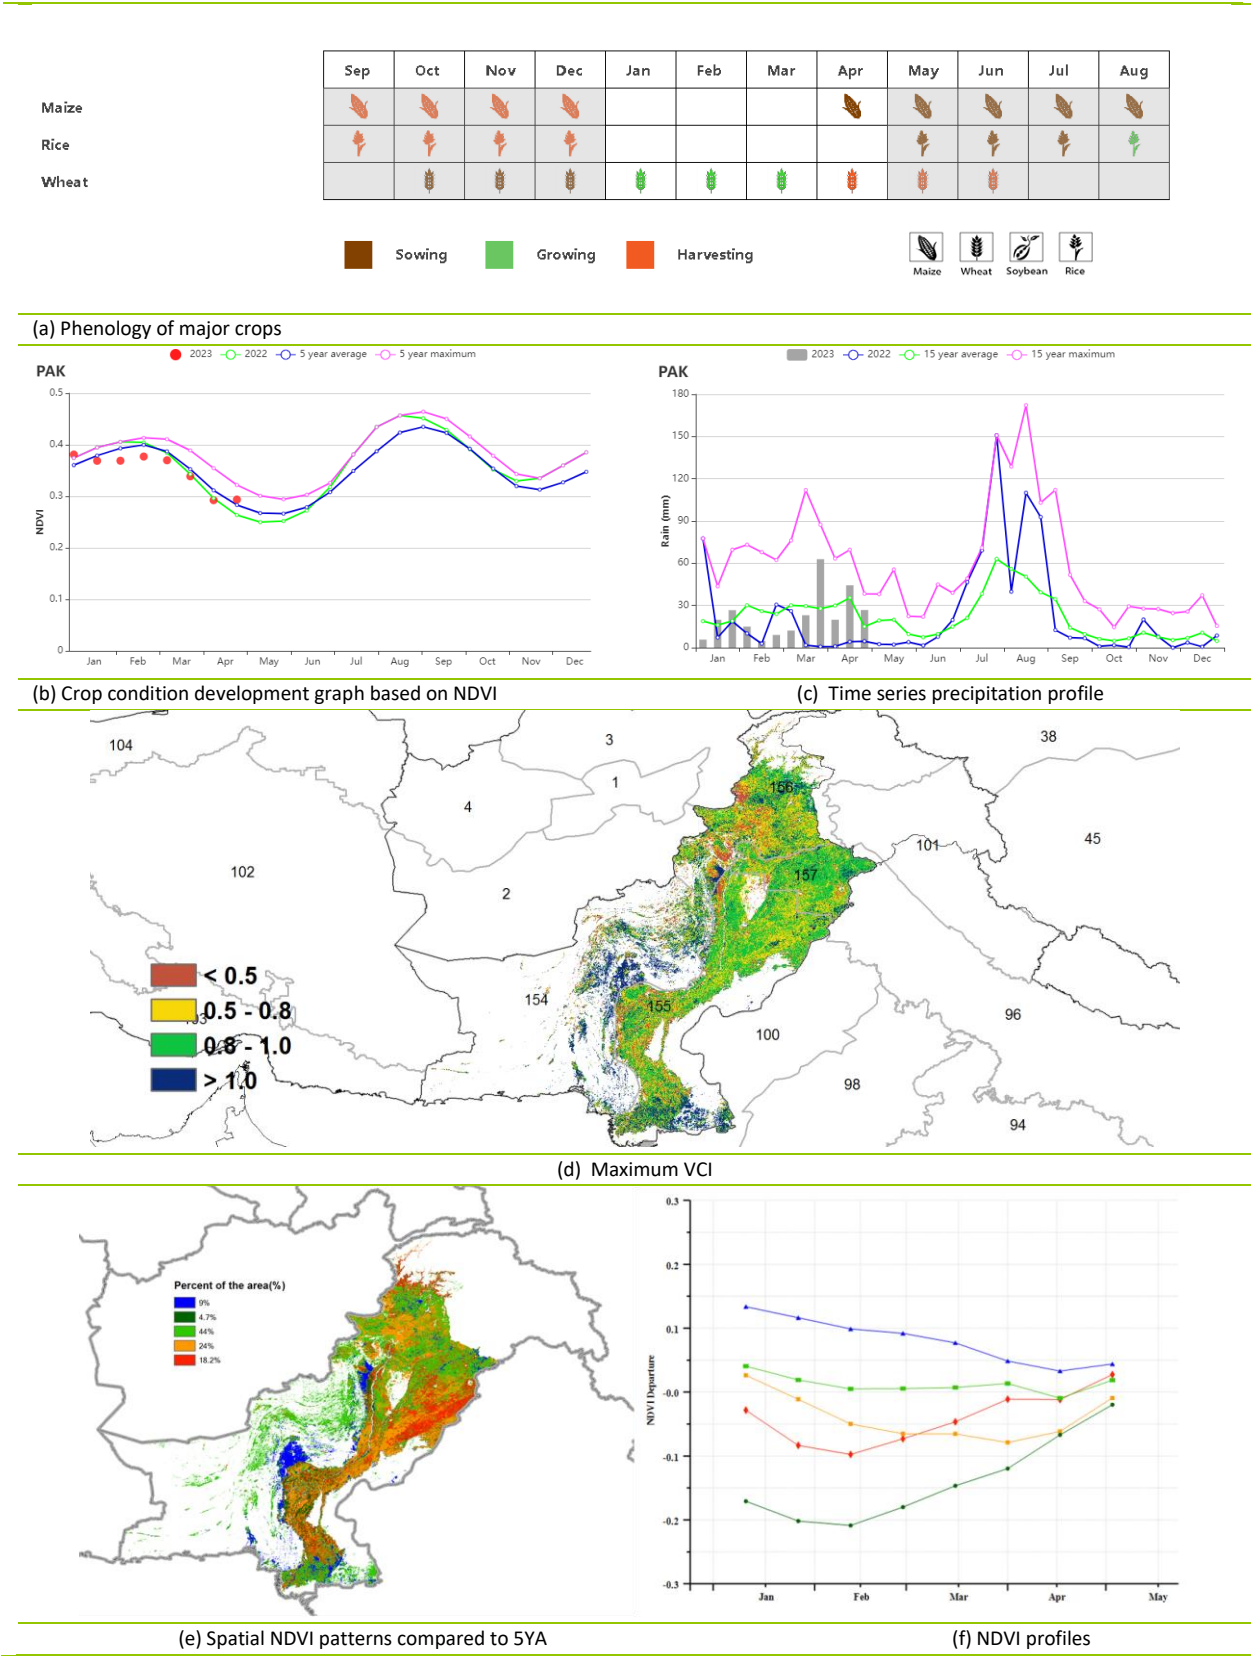 Sep Oct Nov Dec Jan Feb Mar Apr May Jun Jul Aug
Maize
Rice
Wheat
Sowing Growing Harvesting
Maize Wheat Soybean Rice
(a) Phenology of major crops
2023 2022 5 year average 5 year maximum
PAK
0.5
0.4
0.3
0.2
0.1
0
NDVI
Jan Feb Mar Apr May Jun Jul Aug Sep Oct Nov Dec
2023 2022 15 year average 15 year maximum
PAK
180
150
120
90
60
30
0
Rain (mm)
Jan Feb Mar Apr May Jun Jul Aug Sep Oct Nov Dec
(b) Crop condition development graph based on NDVI
(c) Time series precipitation profile
104
3
38
1
156
4
45
101
102
157
2
154
155
96
100
98
94
< 0.5
0.5 - 0.8
0.8 - 1.0
> 1.0
(d) Maximum VCI
Percent of the area(%)
9%
4.7%
44%
24%
18.2%
0.3
0.2
0.1
-0.0
-0.1
-0.2
-0.3
NDVI Departure
Jan Feb Mar Apr May
(e) Spatial NDVI patterns compared to 5YA
(f) NDVI profiles